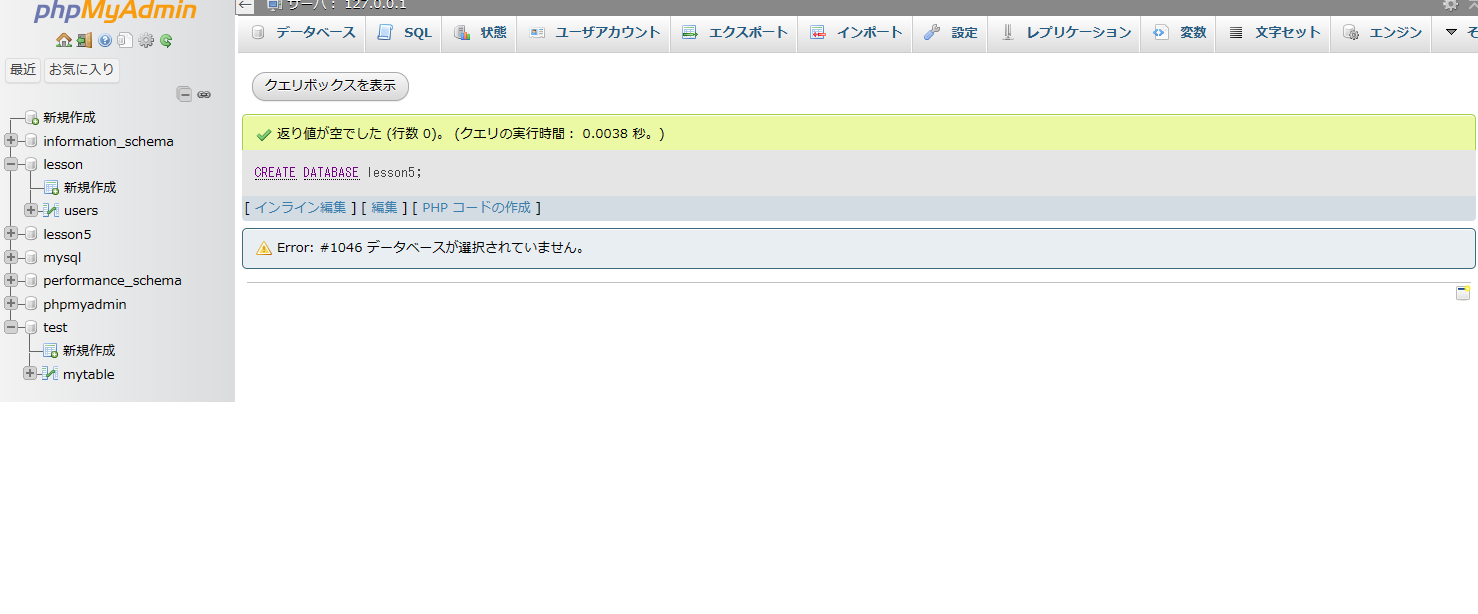 phpMyAdmin
最近 お気に入り
新規作成
information_schema
lesson
新規作成
users
lesson5
mysql
performance_schema
phpmyadmin
test
新規作成
mytable
サーバ: 127.0.0.1
データベース SQL 状態 ユーザアカウント エクスポート インポート 設定 レプリケーション 変数 文字セット エンジン そ
クエリボックスを表示
返り値が空でした (行数 0)。 (クエリの実行時間: 0.0038 秒。)
CREATE DATABASE lesson5;
[ インライン編集 ] [ 編集 ] [ PHP コードの作成 ]
Error: #1046 データベースが選択されていません。